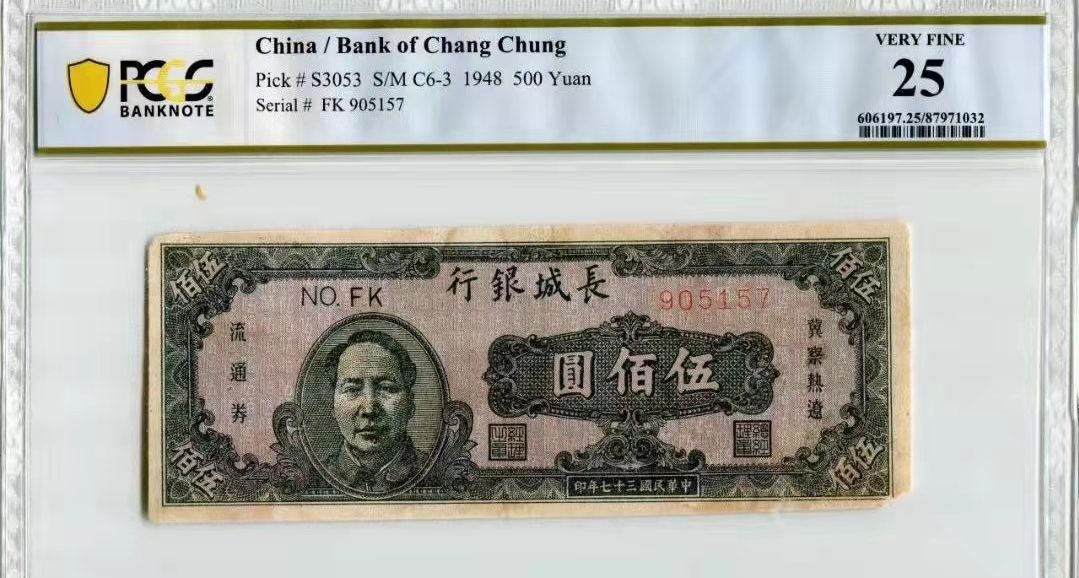 PCGS
BANKNOTE
China / Bank of Chang Chung
Pick # S3053 S/M C6-3 1948 500 Yuan
Serial # FK 905157
VERY FINE
25
606197.25/87971032
伍佰
伍佰
NO. FK
長城銀行
905157
流通券
冀察熱遼
伍佰圓
伍佰
伍佰
中華民國三十七年印